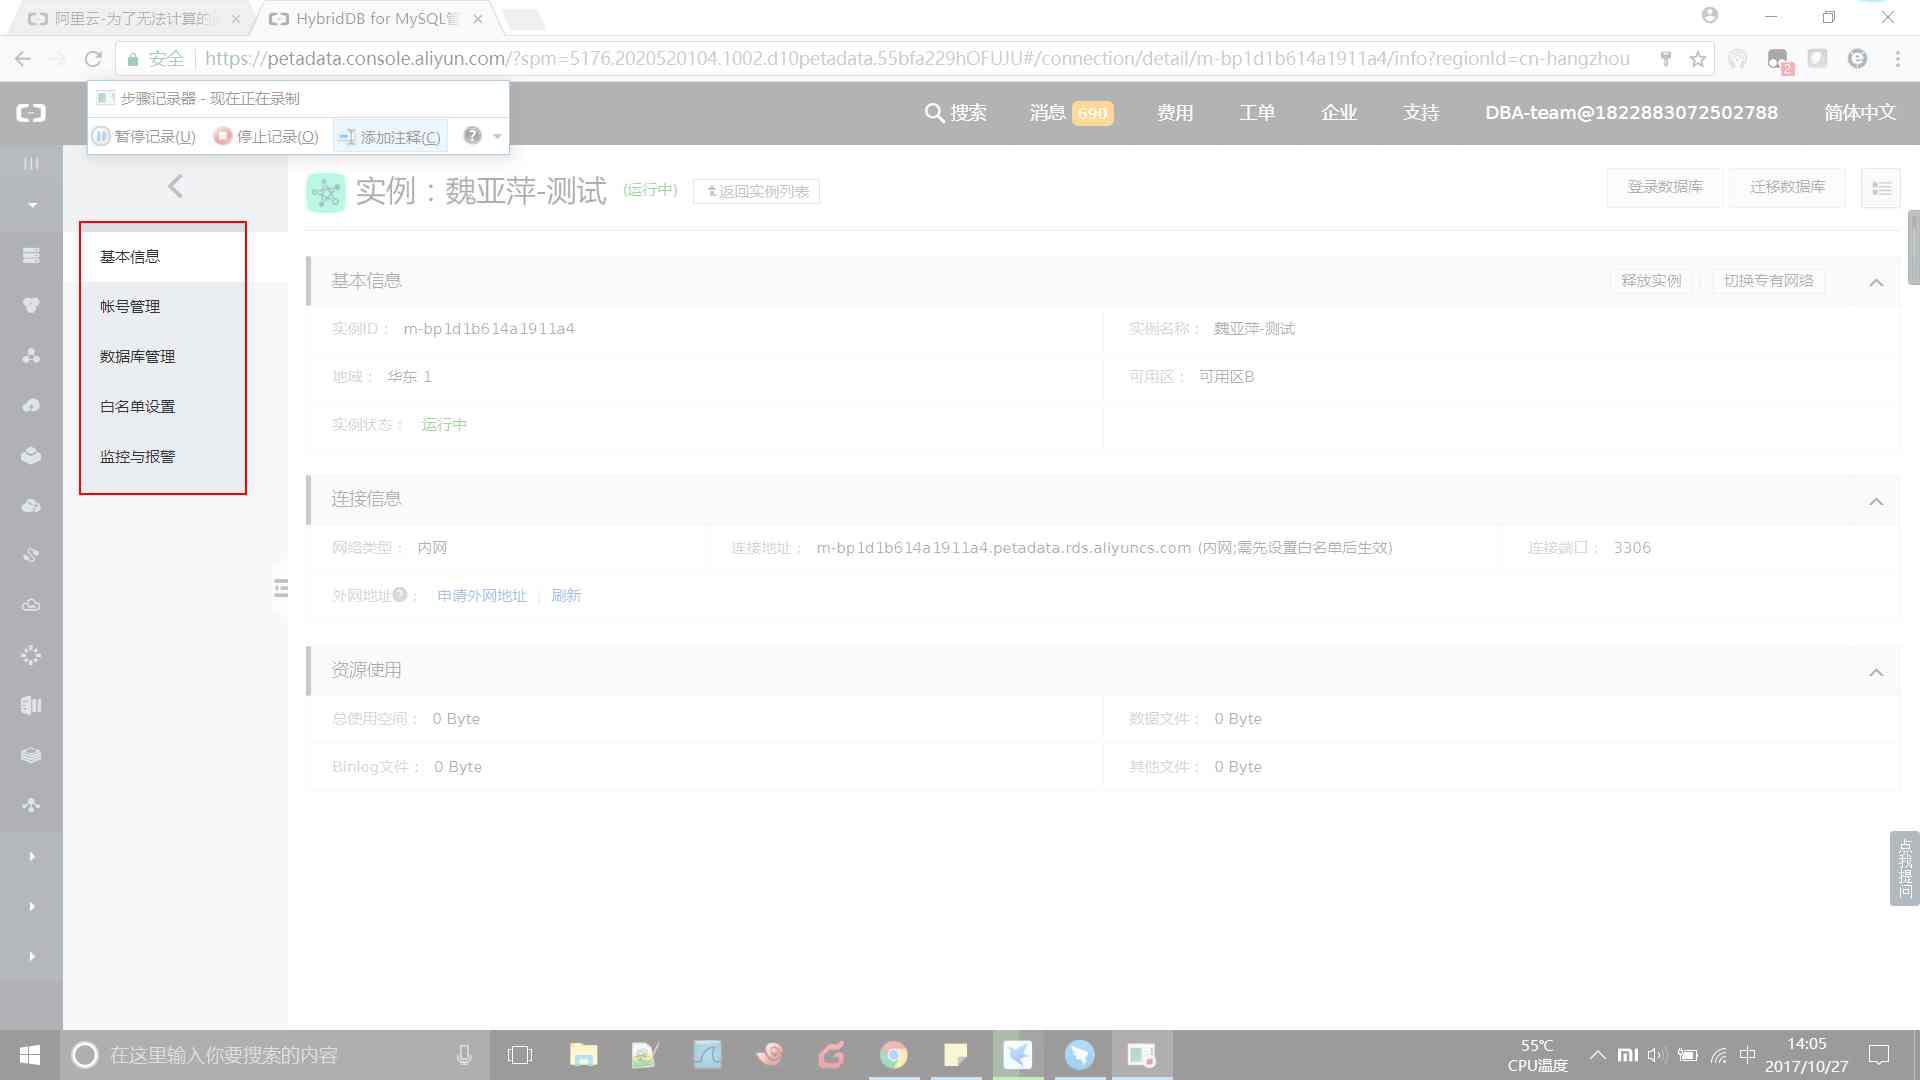 阿里云-为了无法计算的
HybridDB for MySQL管
安全
https://petadata.console.aliyun.com/?spm=5176.2020520104.1002.d10petadata.55bfa229hOFUJU#/connection/detail/m-bp1d1b614a1911a4/info?regionId=cn-hangzhou
2
步骤记录器 - 现在正在录制
暂停记录(U)
停止记录(O)
添加注释(C)
搜索
消息 690
费用
工单
企业
支持
DBA-team@1822883072502788
简体中文
实例：魏亚萍-测试
(运行中)
返回实例列表
登录数据库
迁移数据库
基本信息
帐号管理
数据库管理
白名单设置
监控与报警
基本信息
释放实例
切换专有网络
实例ID： m-bp1d1b614a1911a4
实例名称： 魏亚萍-测试
地域： 华东 1
可用区： 可用区B
实例状态： 运行中
连接信息
网络类型： 内网
连接地址： m-bp1d1b614a1911a4.petadata.rds.aliyuncs.com (内网;需先设置白名单后生效)
连接端口： 3306
外网地址?： 申请外网地址 | 刷新
资源使用
总使用空间： 0 Byte
数据文件： 0 Byte
Binlog文件： 0 Byte
其他文件： 0 Byte
点我提问
在这里输入你要搜索的内容
55℃
CPU温度
中
14:05
2017/10/27